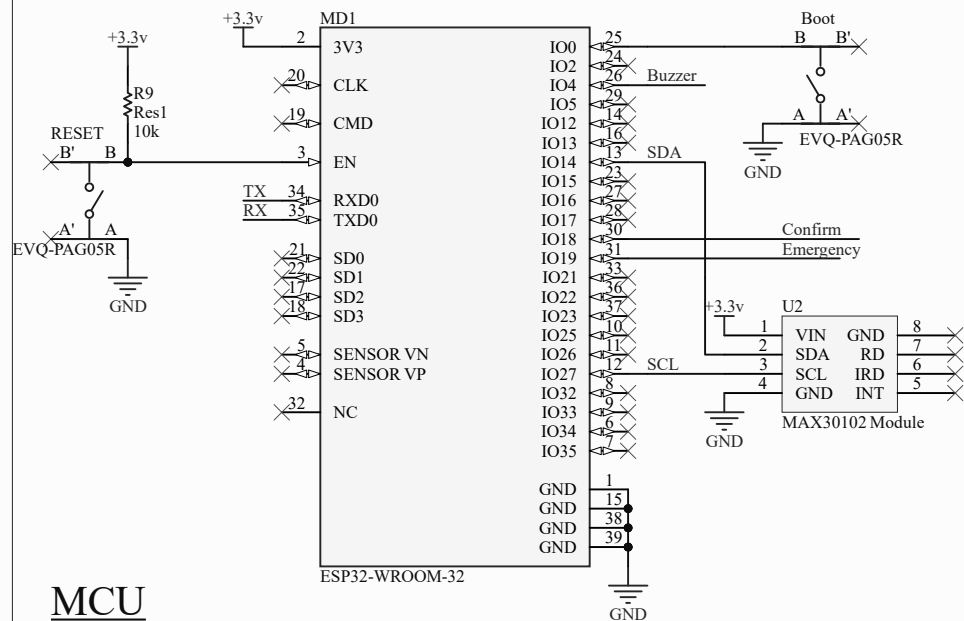 +3.3v
R9
Res1
10k
RESET
B'
B
A'
A
EVQ-PAG05R
GND
+3.3v
MD1
2 3V3
20 CLK
19 CMD
3 EN
TX 34 RXD0
RX 35 TXD0
21 SD0
22 SD1
17 SD2
18 SD3
5 SENSOR VN
4 SENSOR VP
32 NC
IO0 25
IO2 24
IO4 26 Buzzer
IO5 29
IO12 14
IO13 16
IO14 13 SDA
IO15 23
IO16 27
IO17 28
IO18 30 Confirm
IO19 31 Emergency
IO21 33
IO22 36
IO23 37
IO25 10
IO26 11
IO27 12 SCL
IO32 8
IO33 9
IO34 6
IO35 7
GND 1
GND 15
GND 38
GND 39
ESP32-WROOM-32
GND
Boot
B B'
A A'
EVQ-PAG05R
GND
+3.3v
U2
1 VIN GND 8
2 SDA RD 7
3 SCL IRD 6
4 GND INT 5
MAX30102 Module
GND
MCU